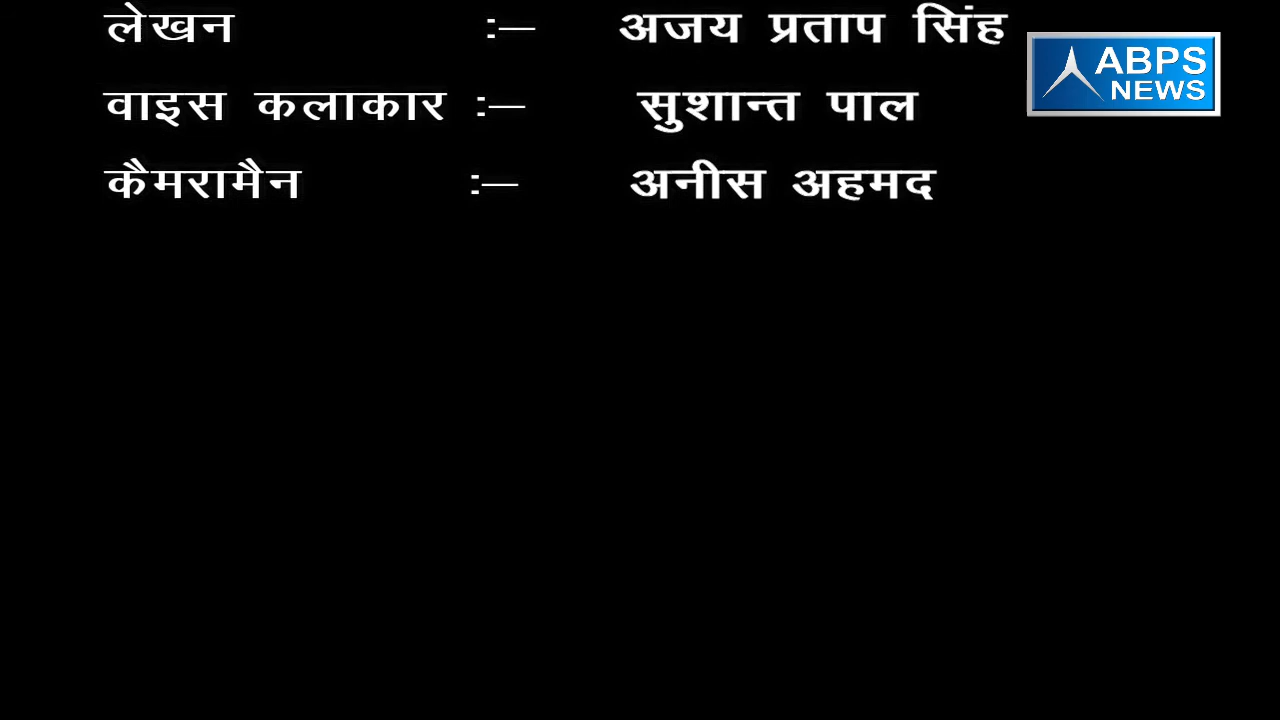 लेखन :— अजय प्रताप सिंह
ABPS
NEWS
वाइस कलाकार :— सुशान्त पाल
कैमरामैन :— अनीस अहमद